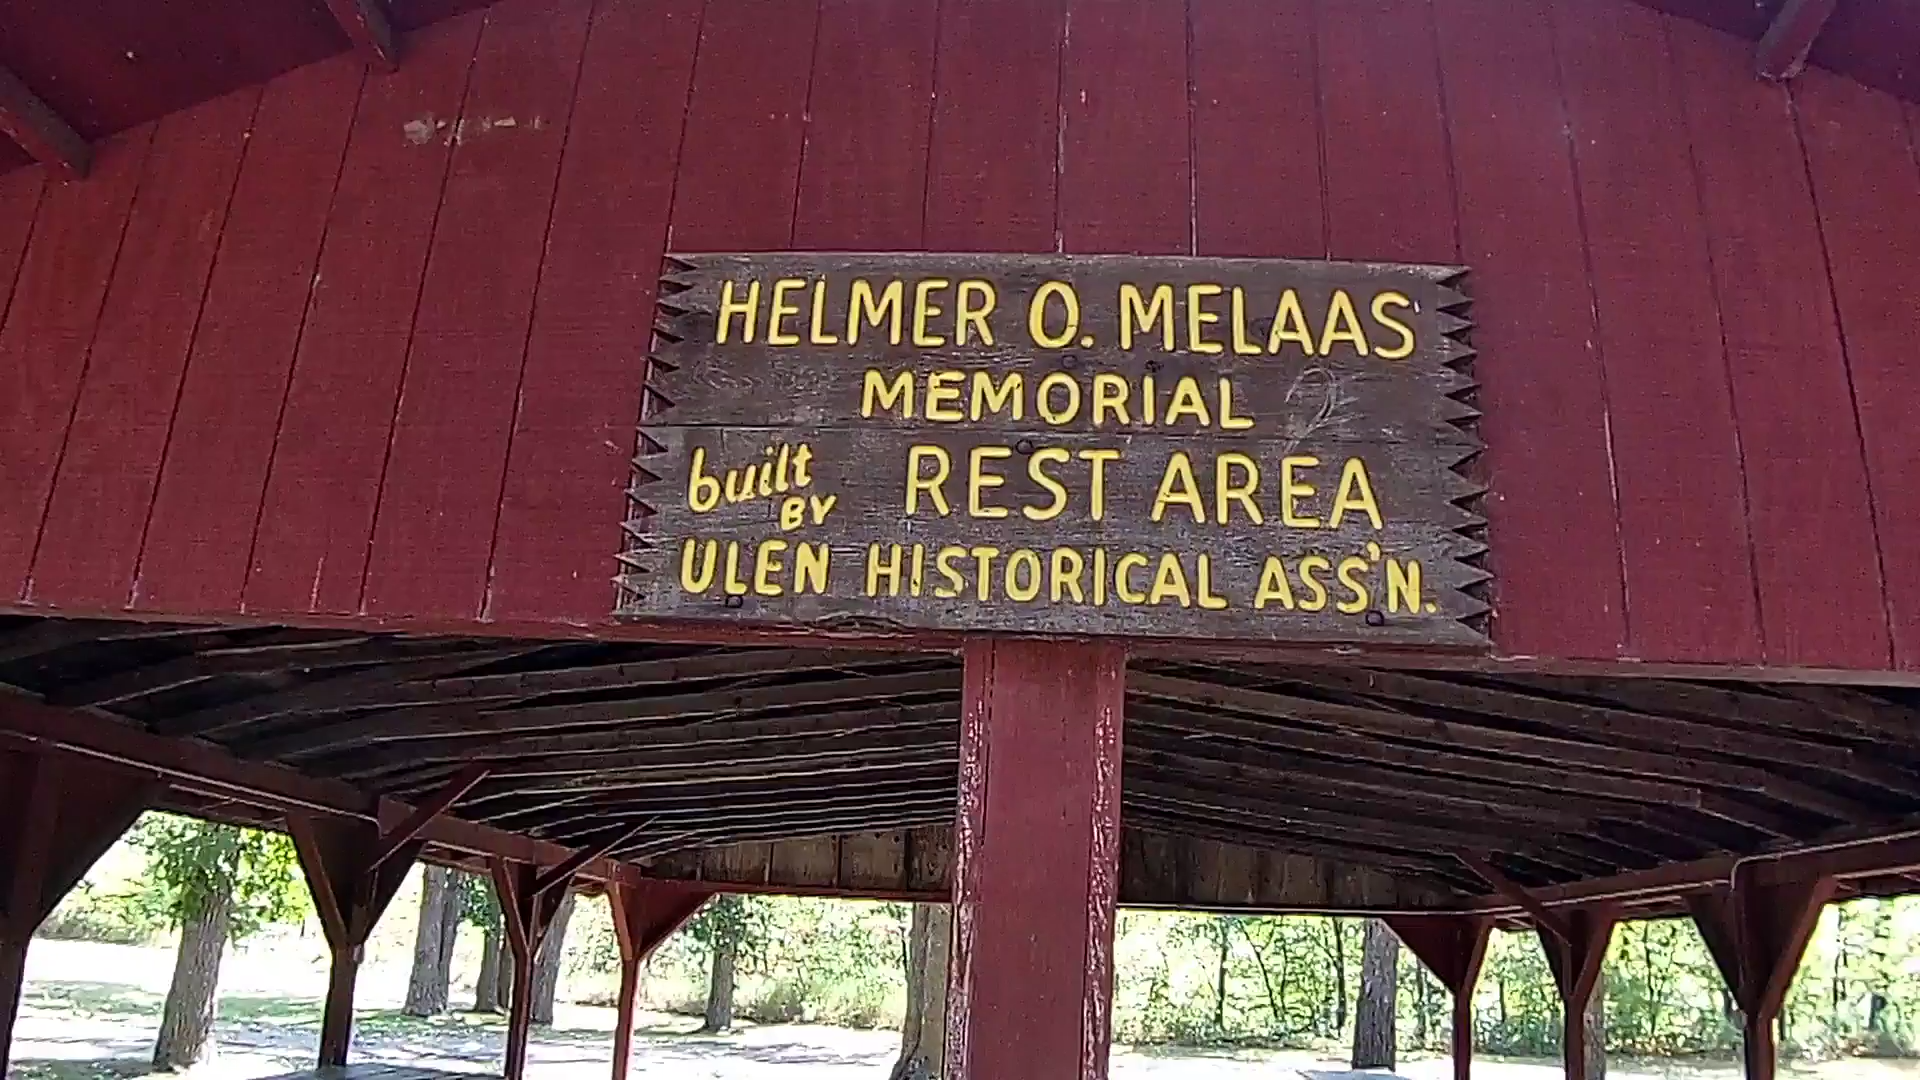 HELMER O. MELAAS
MEMORIAL
built BY REST AREA
ULEN HISTORICAL ASS'N.